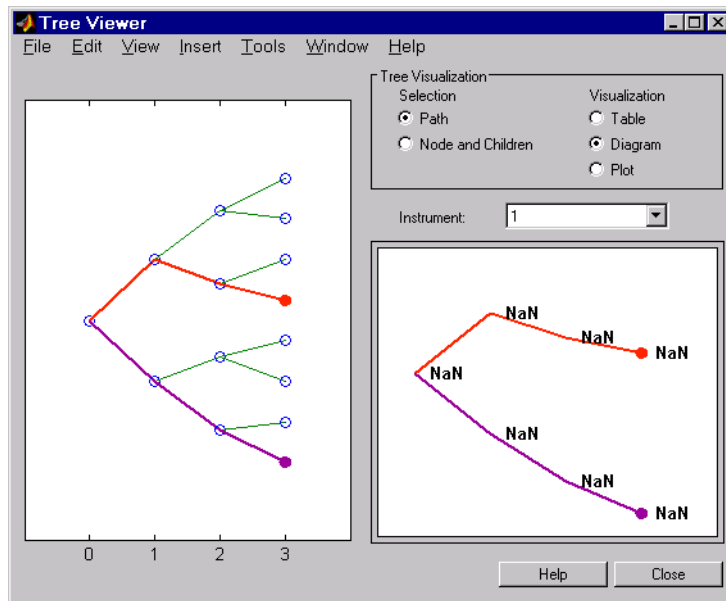 Tree Viewer
File Edit View Insert Tools Window Help
Tree Visualization
Selection
Path
Node and Children
Visualization
Table
Diagram
Plot
Instrument: 1
0 1 2 3
NaN
NaN
NaN
NaN
NaN
NaN
NaN
Help Close